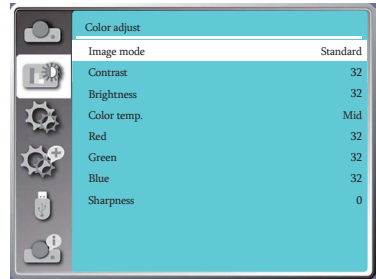 Color adjust
Image mode Standard
Contrast 32
Brightness 32
Color temp. Mid
Red 32
Green 32
Blue 32
Sharpness 0